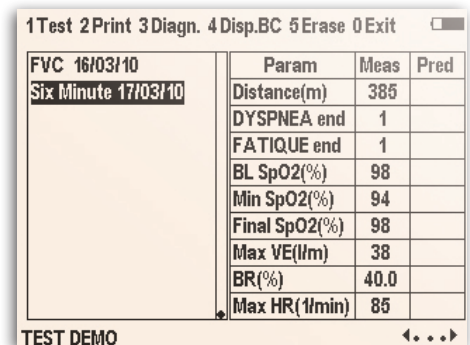 1Test 2Print 3Diagn. 4Disp.BC 5Erase 0Exit
FVC 16/03/10
Six Minute 17/03/10
Param Meas Pred
Distance(m) 385
DYSPNEA end 1
FATIQUE end 1
BL SpO2(%) 98
Min SpO2(%) 94
Final SpO2(%) 98
Max VE(l/m) 38
BR(%) 40.0
Max HR(1/min) 85
TEST DEMO